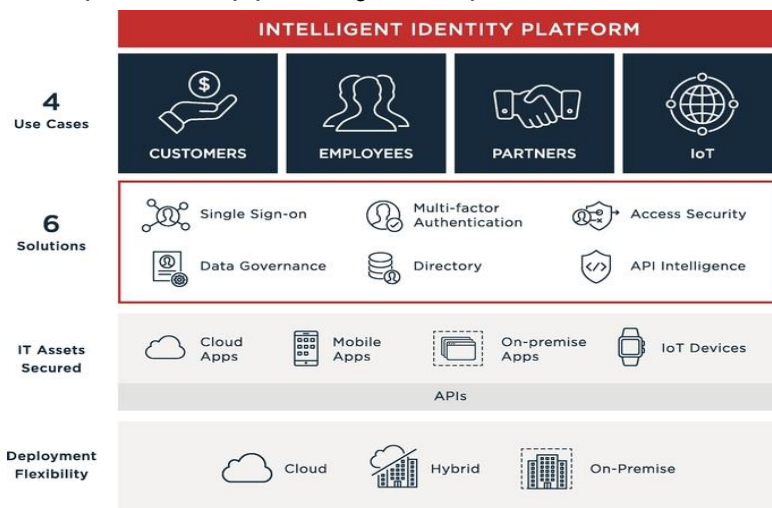 INTELLIGENT IDENTITY PLATFORM
4
Use Cases
CUSTOMERS
EMPLOYEES
PARTNERS
IoT
6
Solutions
Single Sign-on
Multi-factor
Authentication
Access Security
Data Governance
Directory
API Intelligence
IT Assets
Secured
Cloud
Apps
Mobile
Apps
On-premise
Apps
IoT Devices
APIs
Deployment
Flexibility
Cloud
Hybrid
On-Premise